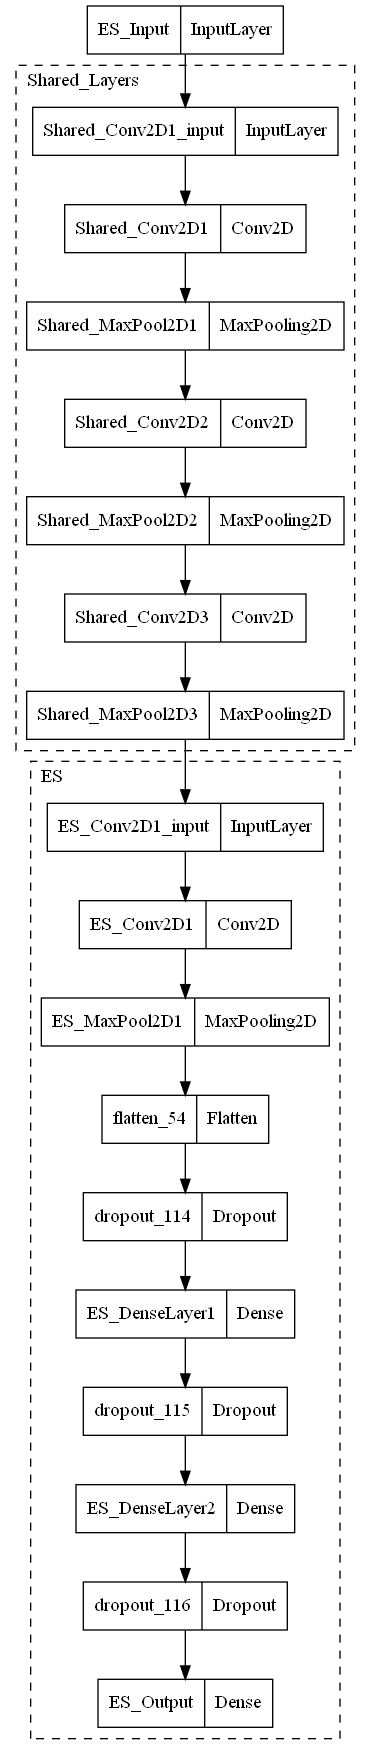 ES_Input InputLayer
Shared_Layers
Shared_Conv2D1_input InputLayer
Shared_Conv2D1 Conv2D
Shared_MaxPool2D1 MaxPooling2D
Shared_Conv2D2 Conv2D
Shared_MaxPool2D2 MaxPooling2D
Shared_Conv2D3 Conv2D
Shared_MaxPool2D3 MaxPooling2D
ES
ES_Conv2D1_input InputLayer
ES_Conv2D1 Conv2D
ES_MaxPool2D1 MaxPooling2D
flatten_54 Flatten
dropout_114 Dropout
ES_DenseLayer1 Dense
dropout_115 Dropout
ES_DenseLayer2 Dense
dropout_116 Dropout
ES_Output Dense